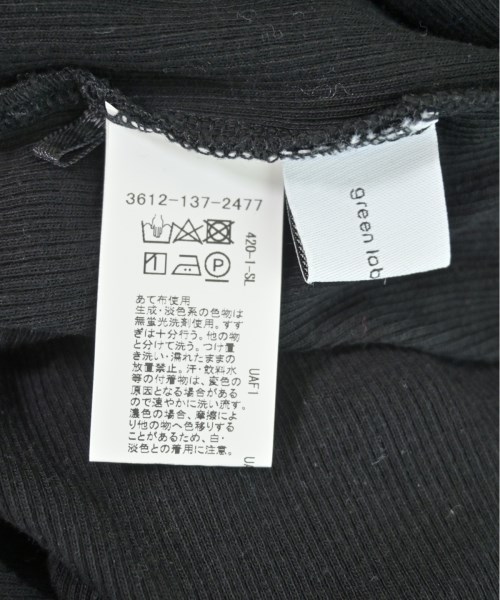 3612-137-2477
420-1-SL
P
あて布使用
生成・淡色系の色物は
無蛍光洗剤使用。すす
ぎは十分行う。他の物
と分けて洗う。つけ置
き洗い・濡れたままの
放置禁止。汗・飲料水
等の付着物は、変色の
原因となる場合がある
ので速やかに洗い流す。
濃色の場合、摩擦によ
り他の物へ色移りする
ことがあるため、白・
淡色との着用に注意。
UAFI
green lab